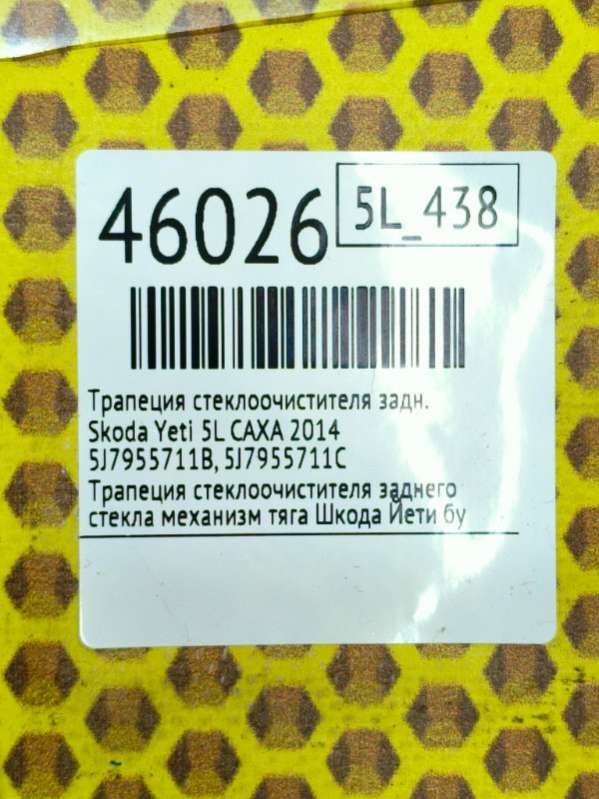 46026
5L_438
Трапеция стеклоочистителя задн.
Skoda Yeti 5L CAXA 2014
5J7955711B, 5J7955711C
Трапеция стеклоочистителя заднего
стекла механизм тяга Шкода Йети бу